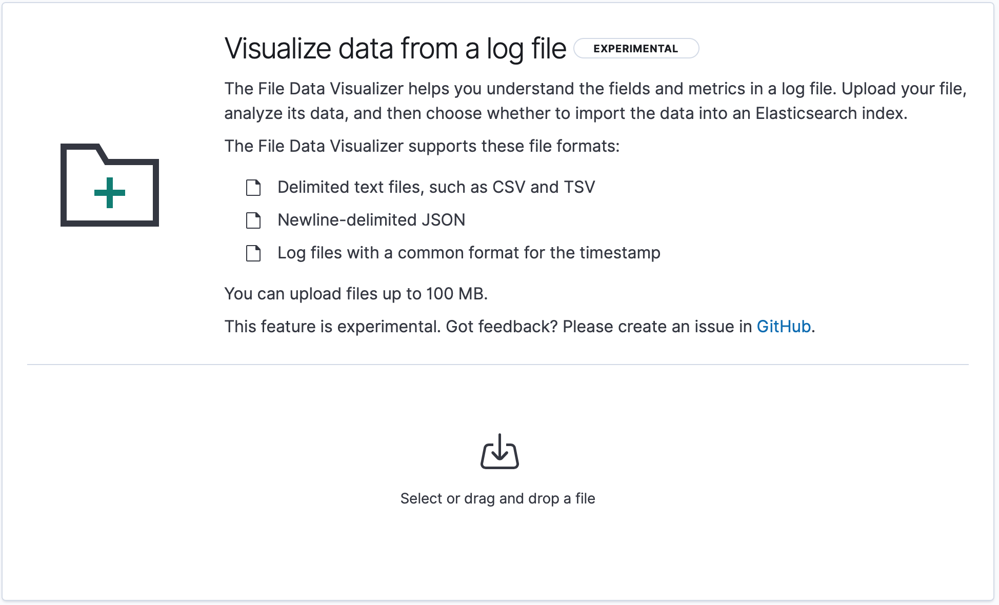 Visualize data from a log file EXPERIMENTAL
The File Data Visualizer helps you understand the fields and metrics in a log file. Upload your file,
analyze its data, and then choose whether to import the data into an Elasticsearch index.
The File Data Visualizer supports these file formats:
Delimited text files, such as CSV and TSV
Newline-delimited JSON
Log files with a common format for the timestamp
You can upload files up to 100 MB.
This feature is experimental. Got feedback? Please create an issue in GitHub.
Select or drag and drop a file